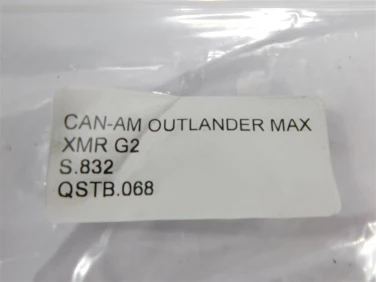 CAN-AM OUTLANDER MAX
XMR G2
S.832
QSTB.068